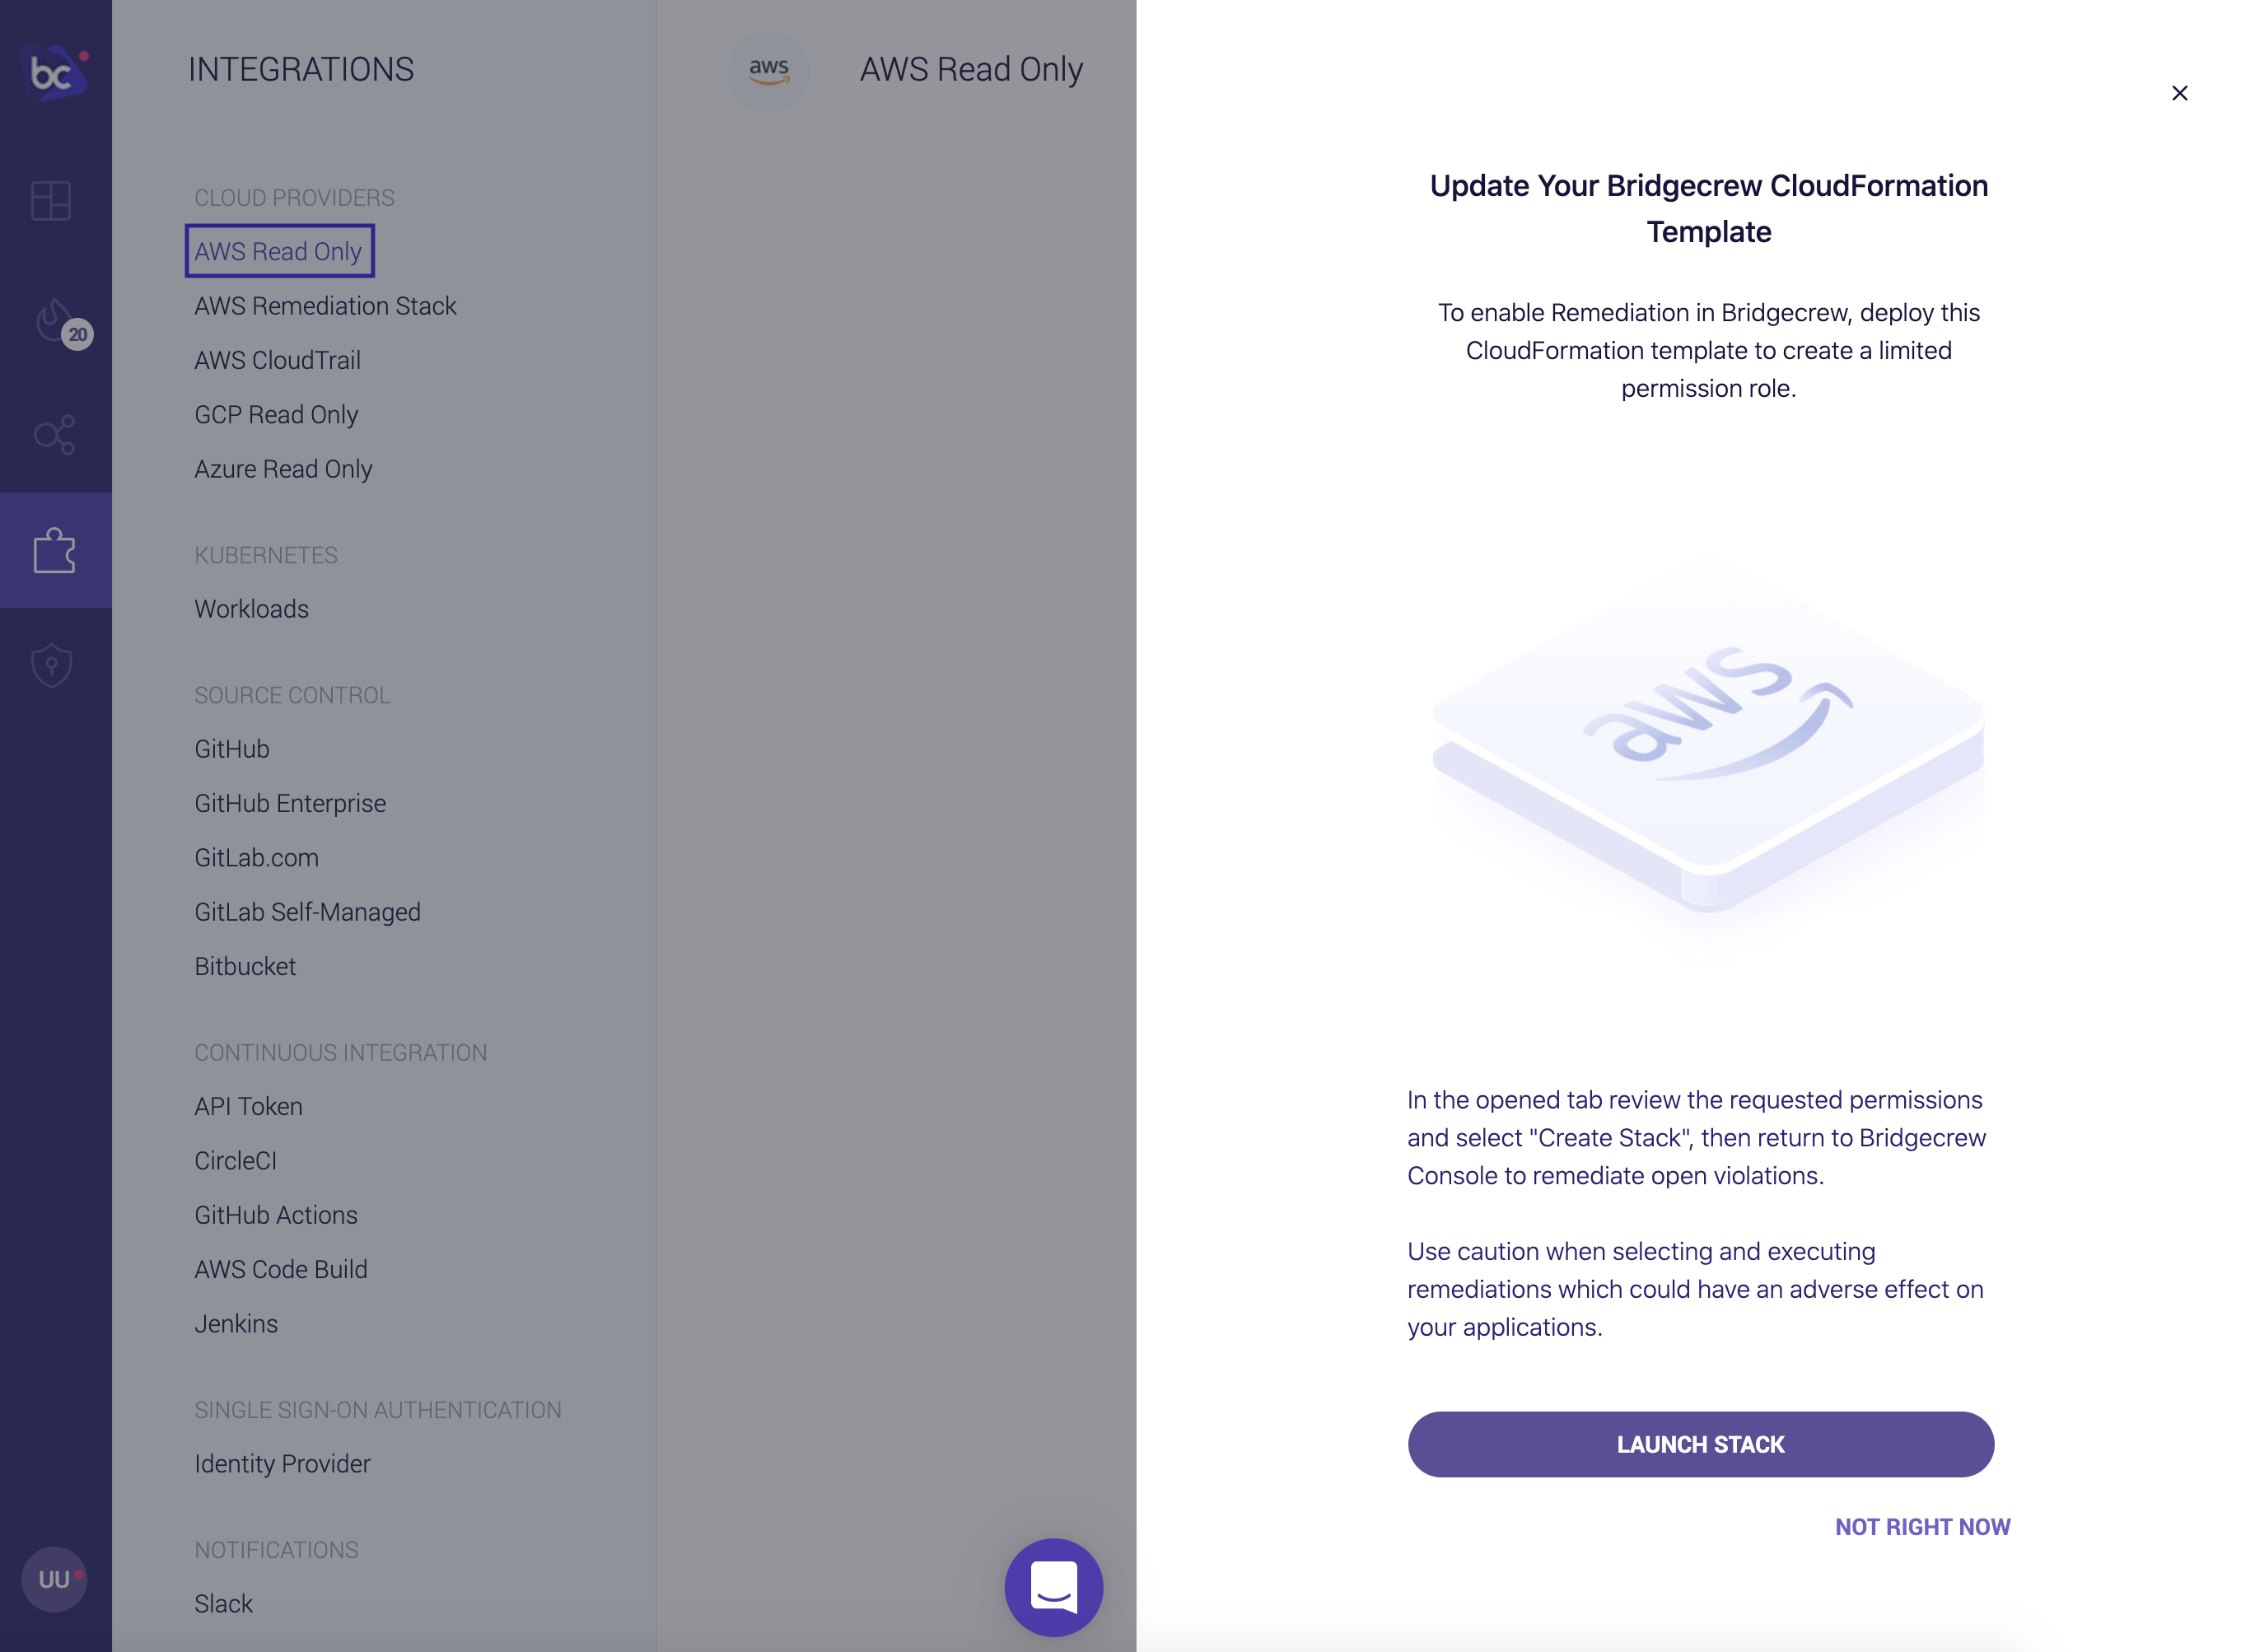 bc
INTEGRATIONS
aws
AWS Read Only
CLOUD PROVIDERS
AWS Read Only
AWS Remediation Stack
20
AWS CloudTrail
GCP Read Only
Azure Read Only
KUBERNETES
Workloads
SOURCE CONTROL
GitHub
GitHub Enterprise
GitLab.com
GitLab Self-Managed
Bitbucket
CONTINUOUS INTEGRATION
API Token
CircleCI
GitHub Actions
AWS Code Build
Jenkins
SINGLE SIGN-ON AUTHENTICATION
Identity Provider
NOTIFICATIONS
Slack
UU
Update Your Bridgecrew CloudFormation
Template
To enable Remediation in Bridgecrew, deploy this
CloudFormation template to create a limited
permission role.
aws
In the opened tab review the requested permissions
and select "Create Stack", then return to Bridgecrew
Console to remediate open violations.
Use caution when selecting and executing
remediations which could have an adverse effect on
your applications.
LAUNCH STACK
NOT RIGHT NOW